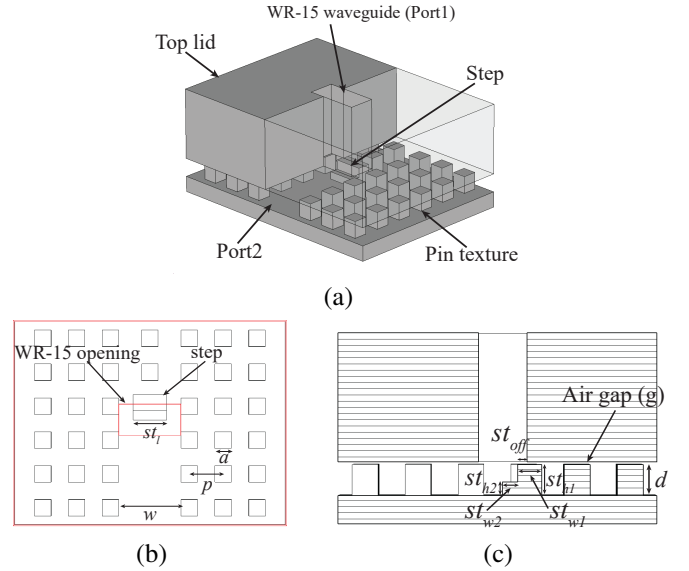 WR-15 waveguide (Port1)
Top lid
Step
Port2
Pin texture
(a)
WR-15 opening
step
st_l
a
p
w
(b)
Air gap (g)
st_off
st_h2
st_h1
d
st_w2
st_w1
(c)